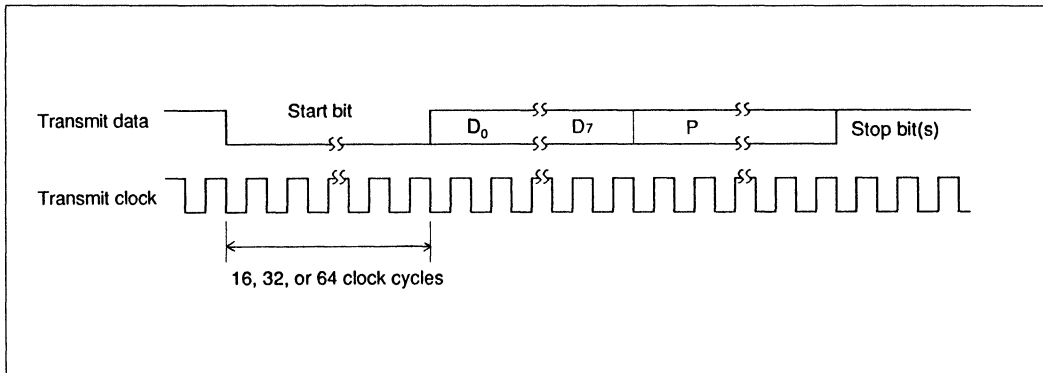 Transmit data
Start bit
D0
D7
P
Stop bit(s)
Transmit clock
16, 32, or 64 clock cycles